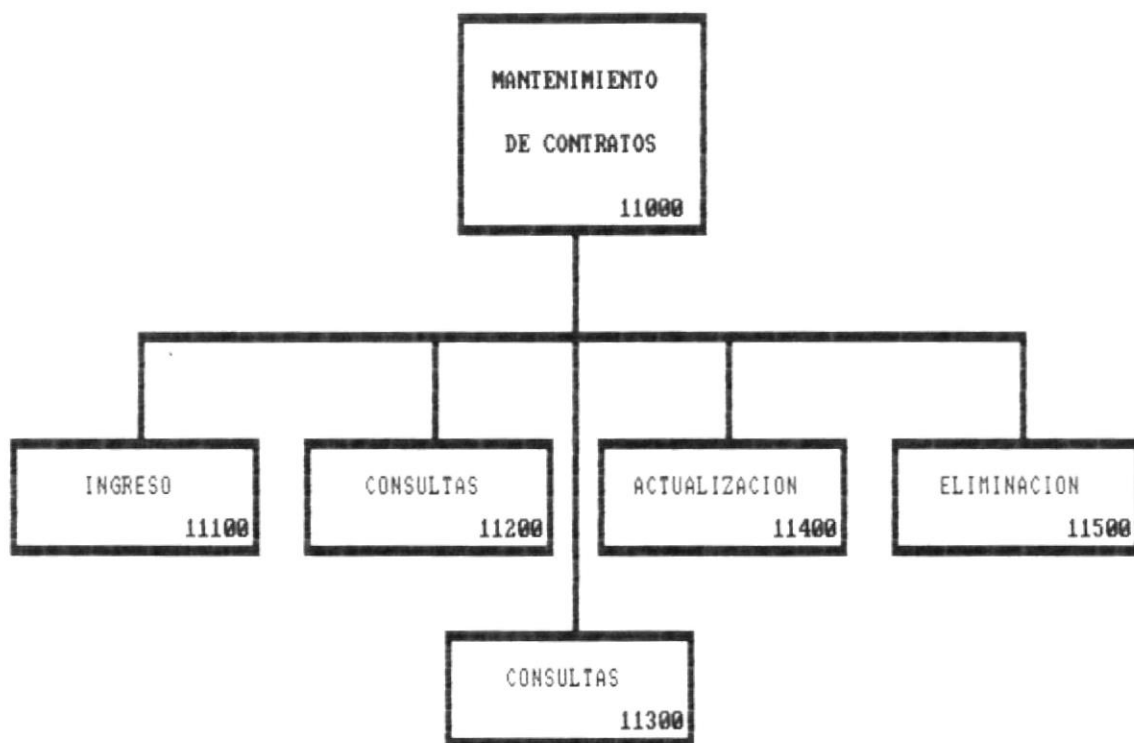 MANTENIMIENTO
DE CONTRATOS
11000
INGRESO
11100
CONSULTAS
11200
ACTUALIZACION
11400
ELIMINACION
11500
CONSULTAS
11300